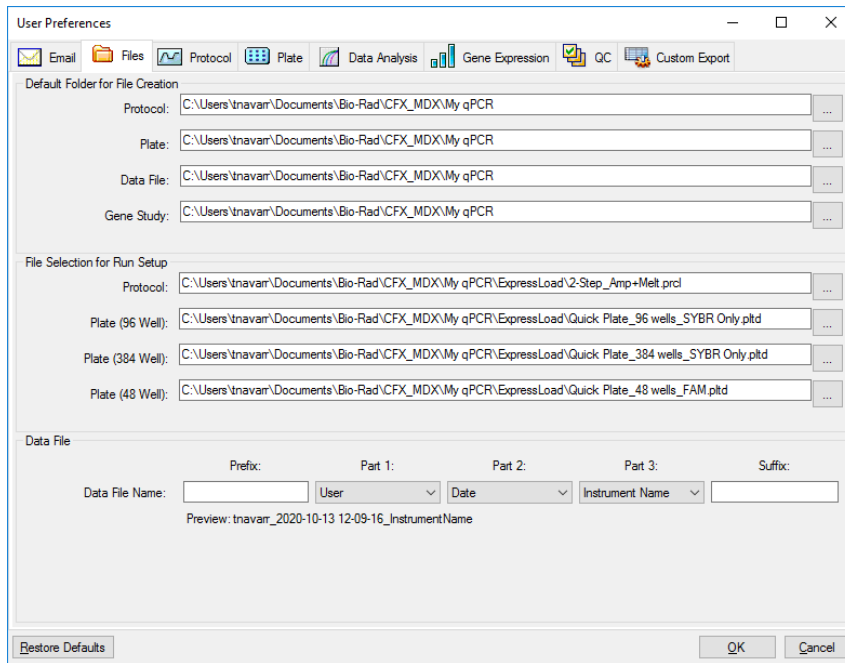 User Preferences
Email Files Protocol Plate Data Analysis Gene Expression QC Custom Export
Default Folder for File Creation
Protocol: C:\Users\tnavarr\Documents\Bio-Rad\CFX_MDX\My qPCR ...
Plate: C:\Users\tnavarr\Documents\Bio-Rad\CFX_MDX\My qPCR ...
Data File: C:\Users\tnavarr\Documents\Bio-Rad\CFX_MDX\My qPCR ...
Gene Study: C:\Users\tnavarr\Documents\Bio-Rad\CFX_MDX\My qPCR ...
File Selection for Run Setup
Protocol: C:\Users\tnavarr\Documents\Bio-Rad\CFX_MDX\My qPCR\ExpressLoad\2-Step_Amp+Melt.prcl ...
Plate (96 Well): C:\Users\tnavarr\Documents\Bio-Rad\CFX_MDX\My qPCR\ExpressLoad\Quick Plate_96 wells_SYBR Only.pltd ...
Plate (384 Well): C:\Users\tnavarr\Documents\Bio-Rad\CFX_MDX\My qPCR\ExpressLoad\Quick Plate_384 wells_SYBR Only.pltd ...
Plate (48 Well): C:\Users\tnavarr\Documents\Bio-Rad\CFX_MDX\My qPCR\ExpressLoad\Quick Plate_48 wells_FAM.pltd ...
Data File
Prefix: Part 1: Part 2: Part 3: Suffix:
Data File Name: User Date Instrument Name
Preview: tnavarr_2020-10-13 12-09-16_InstrumentName
Restore Defaults OK Cancel